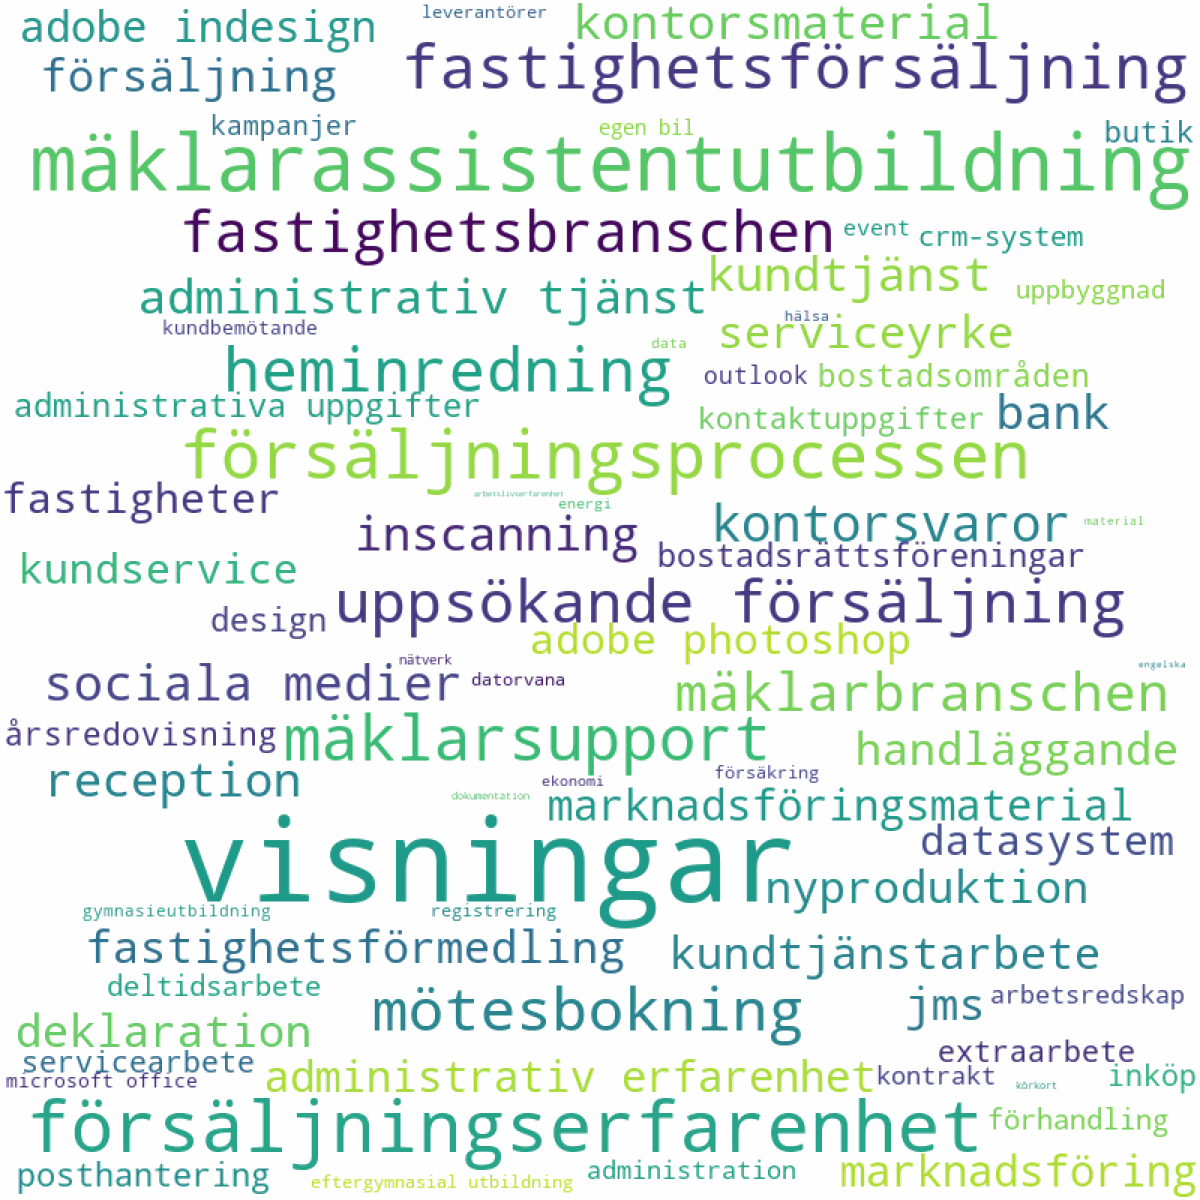 adobe indesign
leverantörer
kontorsmaterial
försäljning
fastighetsförsäljning
kampanjer
egen bil
butik
mäklarassistentutbildning
fastighetsbranschen
event
crm-system
administrativ tjänst
kundtjänst
uppbyggnad
kundbemötande
hälsa
serviceyrke
data
heminredning
outlook
bostadsområden
administrativa uppgifter
kontaktuppgifter
bank
försäljningsprocessen
fastigheter
arbetslivserfarenhet
energi
inscanning
kontorsvaror
material
bostadsrättsföreningar
kundservice
design
uppsökande försäljning
adobe photoshop
nätverk
engelska
sociala medier
datorvana
mäklarbranschen
årsredovisning
mäklarsupport
handläggande
reception
ekonomi
försäkring
dokumentation
marknadsföringsmaterial
visningar
datasystem
nyproduktion
gymnasieutbildning
registrering
fastighetsförmedling
kundtjänstarbete
deltidsarbete
mötesbokning
jms
arbetsredskap
deklaration
servicearbete
extraarbete
microsoft office
administrativ erfarenhet
kontrakt
körkort
inköp
försäljningserfarenhet
förhandling
posthantering
eftergymnasial utbildning
administration
marknadsföring